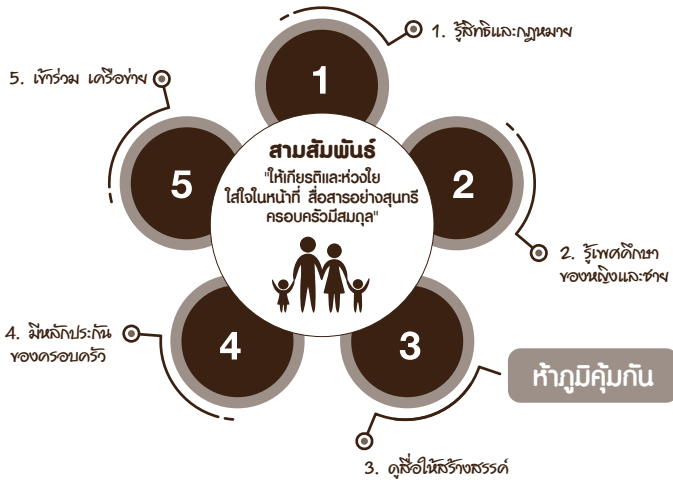 1. รู้สิทธิและกฎหมาย
5. เข้าร่วม เครือข่าย
1
สามสัมพันธ์
"ให้เกียรติและห่วงใย
ใส่ใจในหน้าที่ สื่อสารอย่างสุนทรี
ครอบครัวมีสมดุล"
5
2
2. รู้เพศศึกษา
ของหญิงและชาย
4. มีหลักประกัน
ของครอบครัว
4
3
ห้าภูมิคุ้มกัน
3. ดูสื่อให้สร้างสรรค์